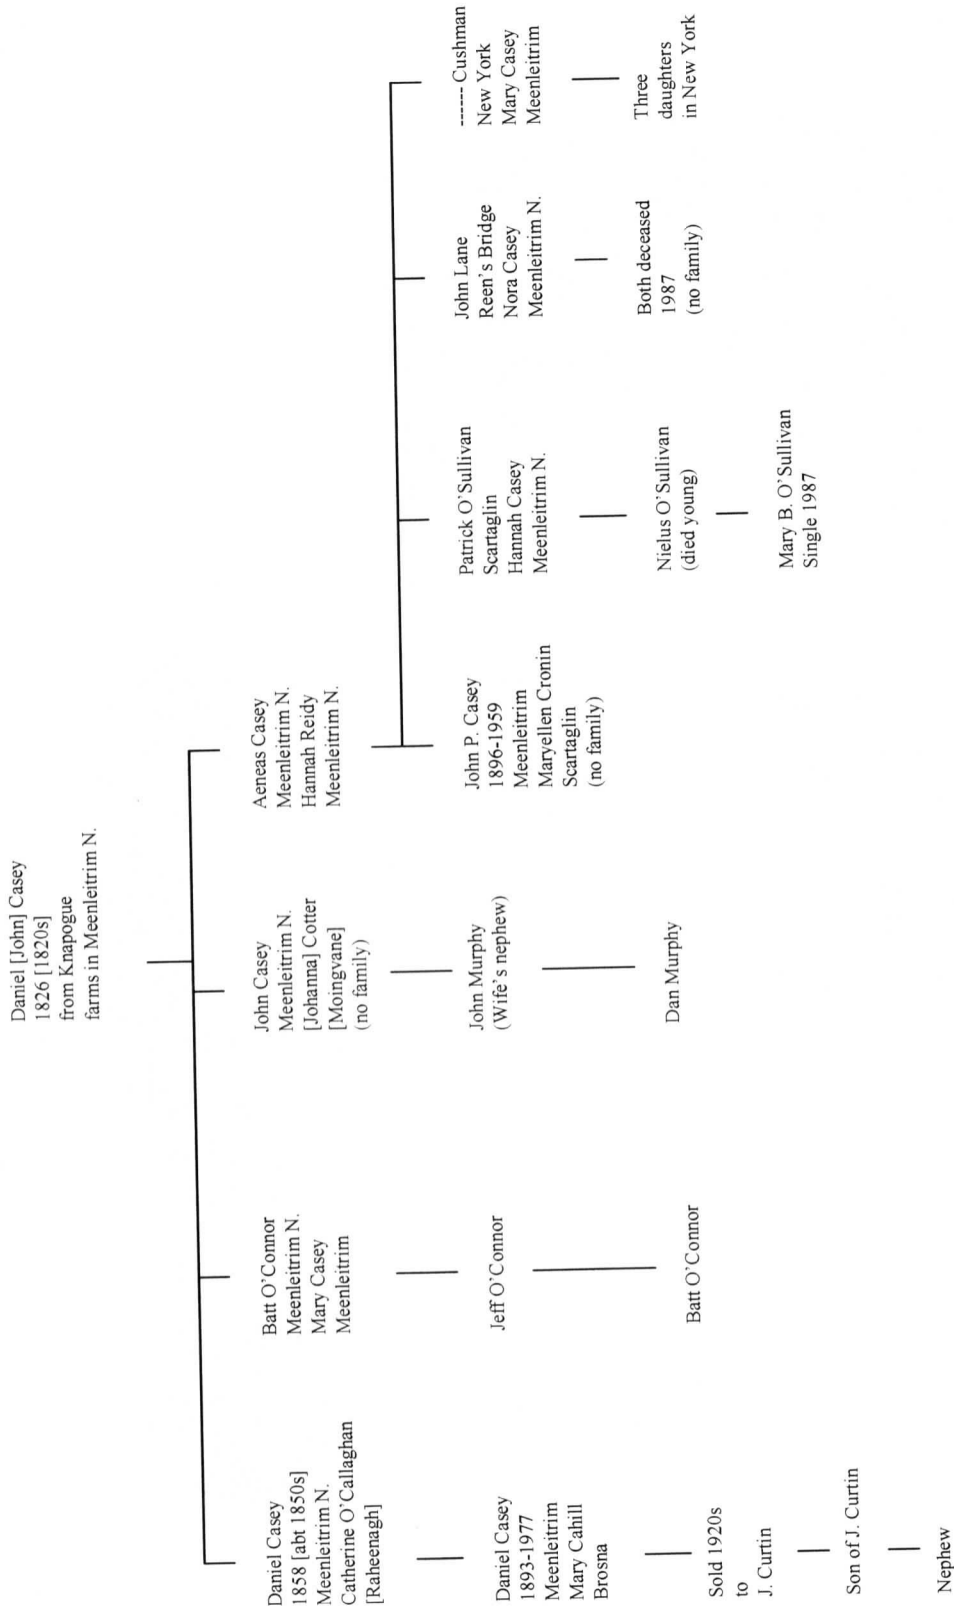 Daniel [John] Casey
1826 [1820s]
from Knapogue
farms in Meenleitrim N.
Daniel Casey
1858 [abt 1850s]
Meenleitrim N.
Catherine O'Callaghan
[Raheenagh]
Batt O'Connor
Meenleitrim N.
Mary Casey
Meenleitrim
John Casey
Meenleitrim N.
[Johanna] Cotter
[Moingvane]
(no family)
Aeneas Casey
Meenleitrim N.
Hannah Reidy
Meenleitrim N.
Daniel Casey
1893-1977
Meenleitrim
Mary Cahill
Brosna
Jeff O'Connor
John Murphy
(Wife's nephew)
John P. Casey
1896-1959
Meenleitrim
Maryellen Cronin
Scartaglin
(no family)
Patrick O'Sullivan
Scartaglin
Hannah Casey
Meenleitrim N.
John Lane
Reen's Bridge
Nora Casey
Meenleitrim N.
------ Cushman
New York
Mary Casey
Meenleitrim
Sold 1920s
to
J. Curtin
Batt O'Connor
Dan Murphy
Nielus O'Sullivan
(died young)
Both deceased
1987
(no family)
Three
daughters
in New York
Son of J. Curtin
Mary B. O'Sullivan
Single 1987
Nephew